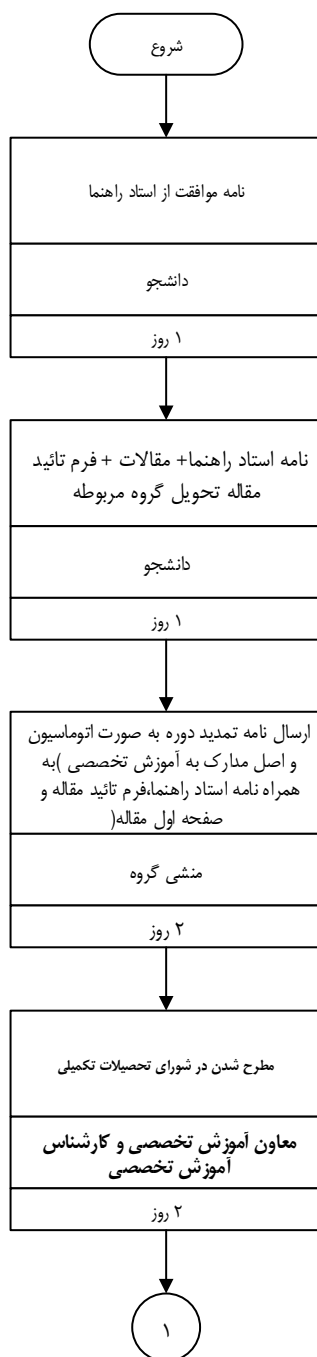 شروع
نامه موافقت از استاد راهنما
دانشجو
۱ روز
نامه استاد راهنما+ مقالات + فرم تائید
مقاله تحویل گروه مربوطه
دانشجو
۱ روز
ارسال نامه تمدید دوره به صورت اتوماسیون
و اصل مدارک به آموزش تخصصی )به
همراه نامه استاد راهنما،فرم تائید مقاله و
صفحه اول مقاله(
منشی گروه
۲ روز
مطرح شدن در شورای تحصیلات تکمیلی
معاون آموزش تخصصی و کارشناس
آموزش تخصصی
۲ روز
۱